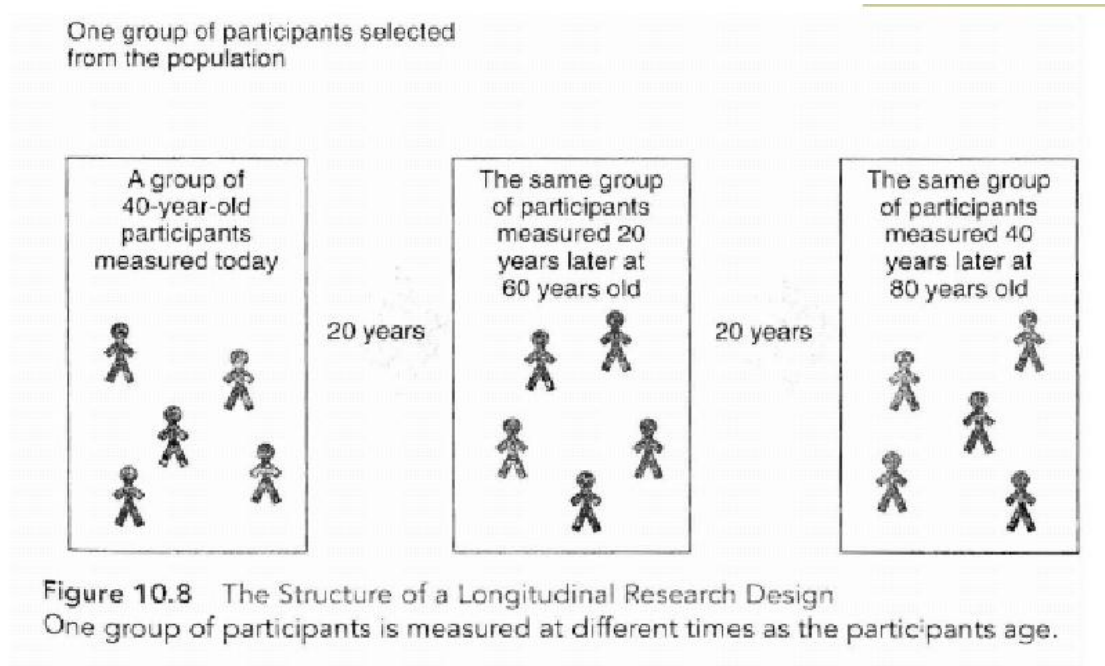 One group of participants selected
from the population
A group of
40-year-old
participants
measured today
20 years
The same group
of participants
measured 20
years later at
60 years old
20 years
The same group
of participants
measured 40
years later at
80 years old
Figure 10.8 The Structure of a Longitudinal Research Design
One group of participants is measured at different times as the participants age.